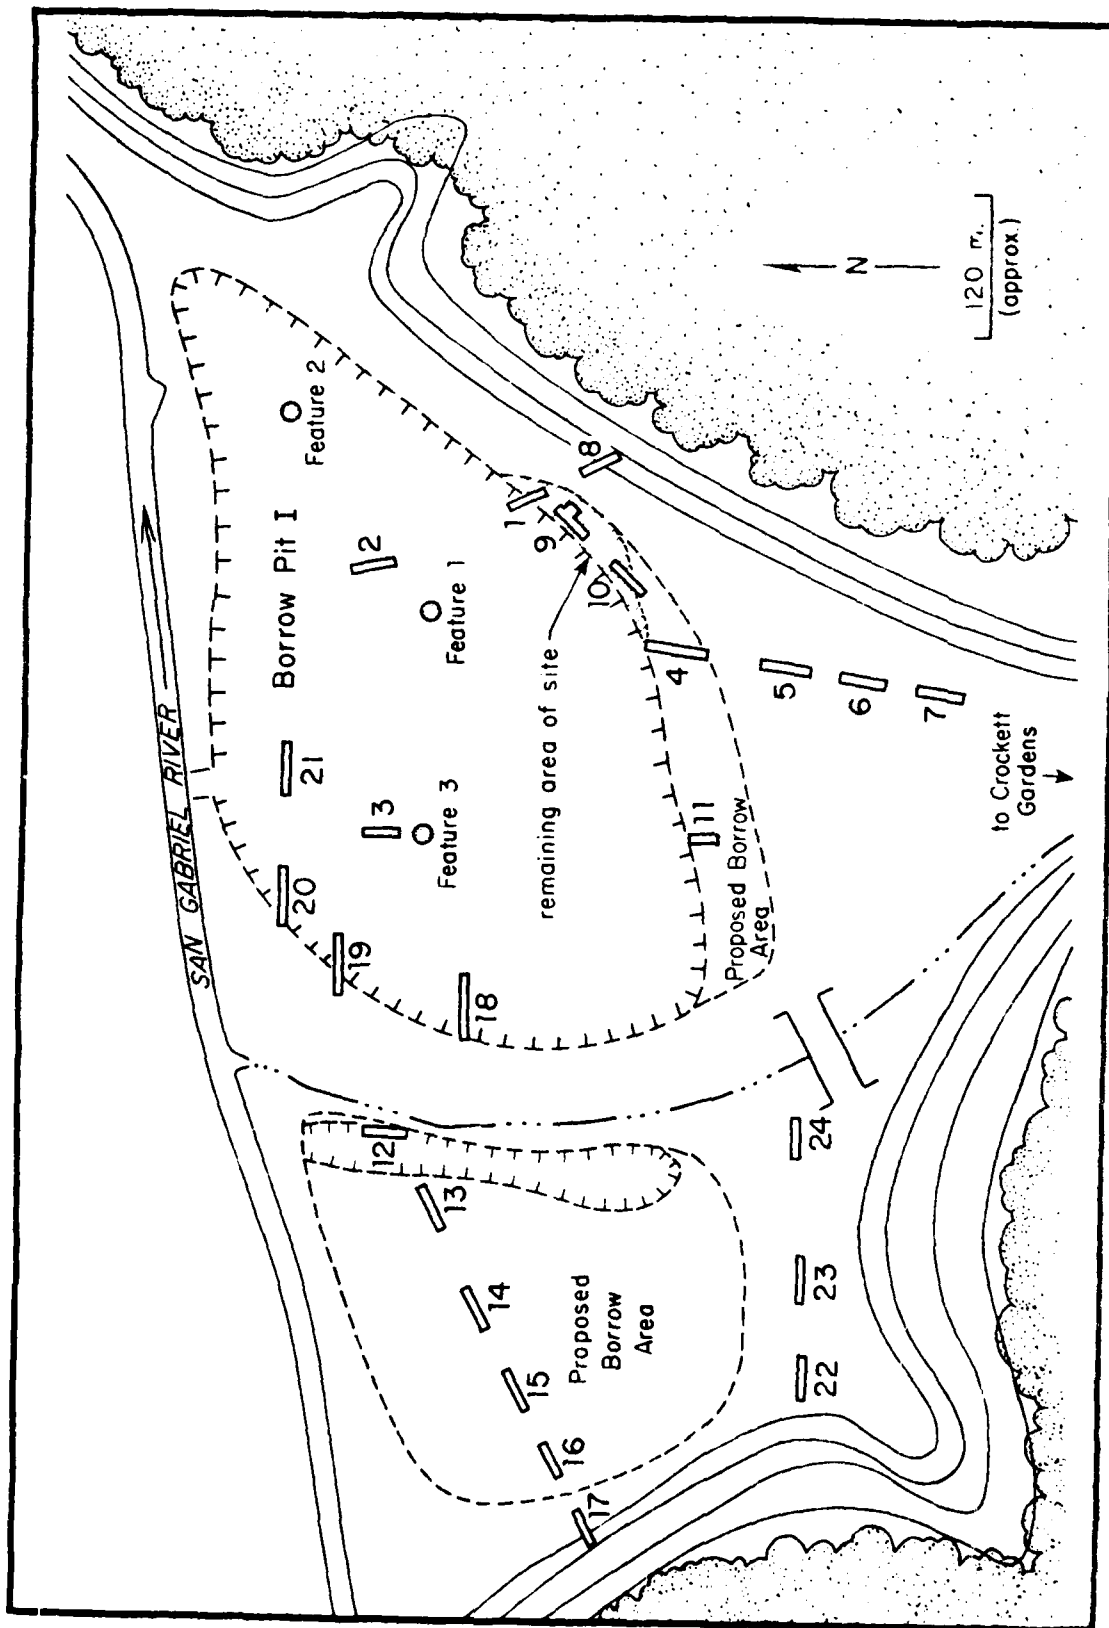 SAN GABRIEL RIVER
Feature 2
Borrow Pit I
2
Feature 1
1
9
8
10
21
3
Feature 3
remaining area of site
4
5
6
7
20
19
18
11
Proposed Borrow
Area
to Crockett
Gardens
N
120 m.
(approx.)
12
13
14
15
16
17
Proposed
Borrow
Area
24
23
22